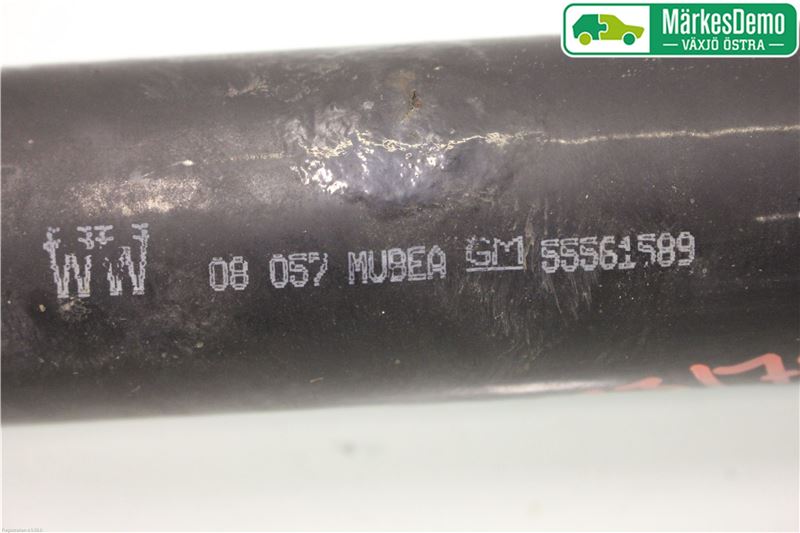 MärkesDemo
VÄXJÖ ÖSTRA
WW 08 057 MUBEA GM 55561589